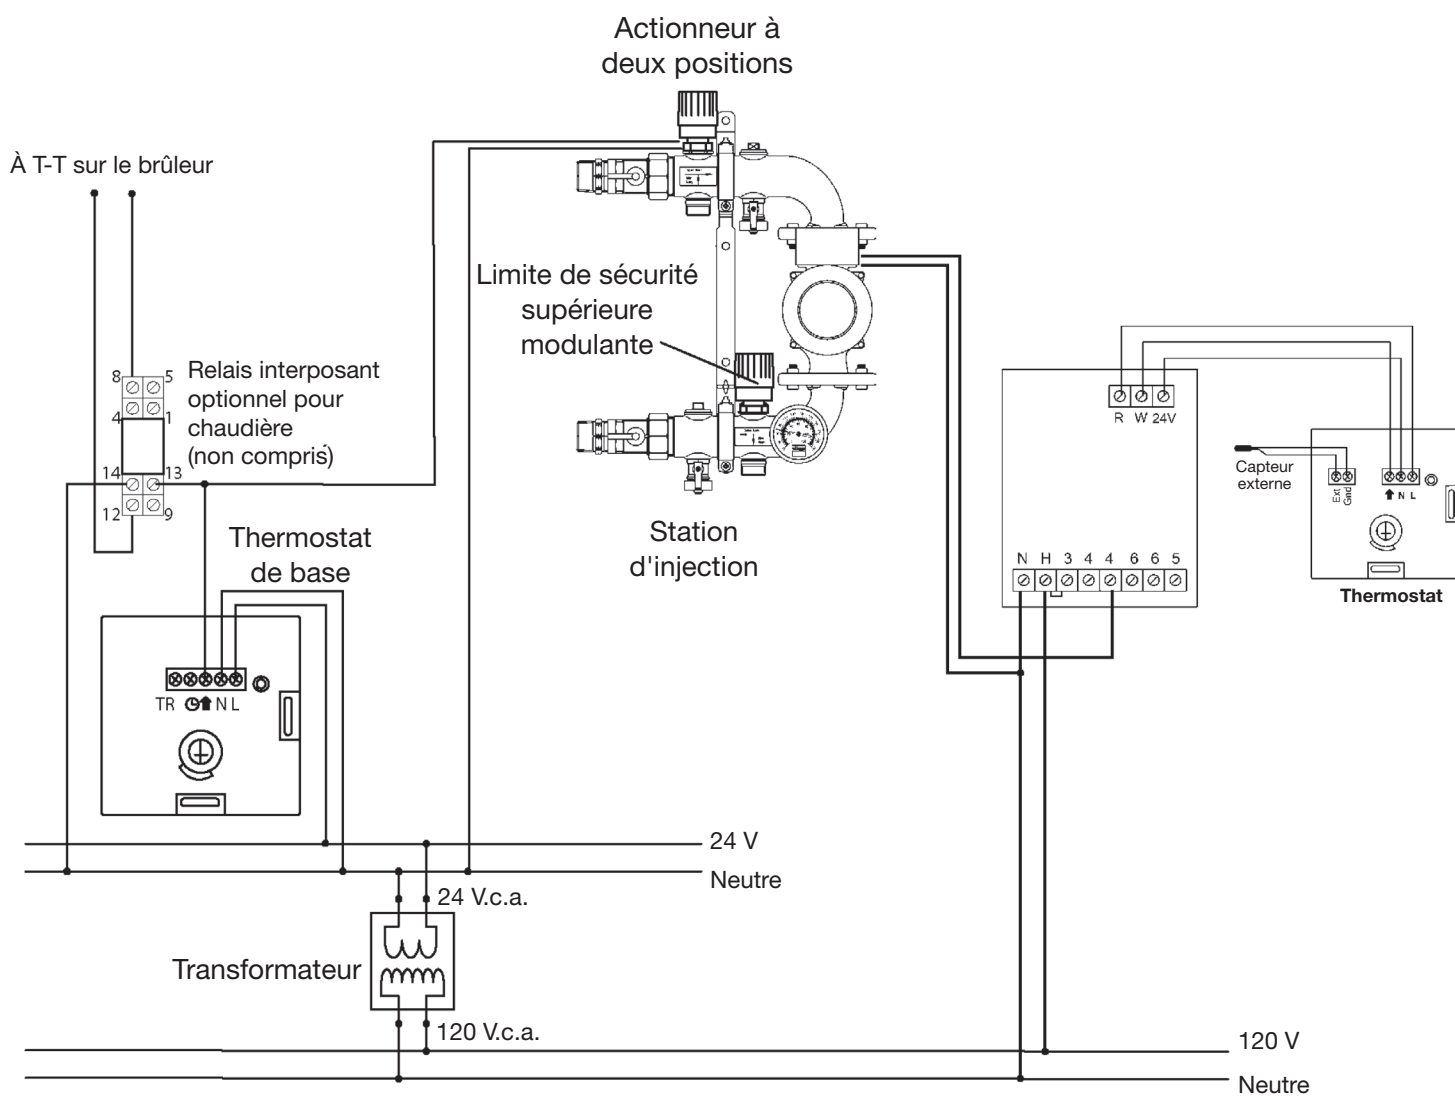 Actionneur à
deux positions
À T-T sur le brûleur
Limite de sécurité
supérieure
modulante
8 5
4 1
14 13
12 9
Relais interposant
optionnel pour
chaudière
(non compris)
Thermostat
de base
Station
d'injection
R W 24V
Capteur
externe
Ext
Gnd
N L
Thermostat
N H 3 4 4 6 6 5
TR N L
24 V
Neutre
24 V.c.a.
Transformateur
120 V.c.a.
120 V
Neutre